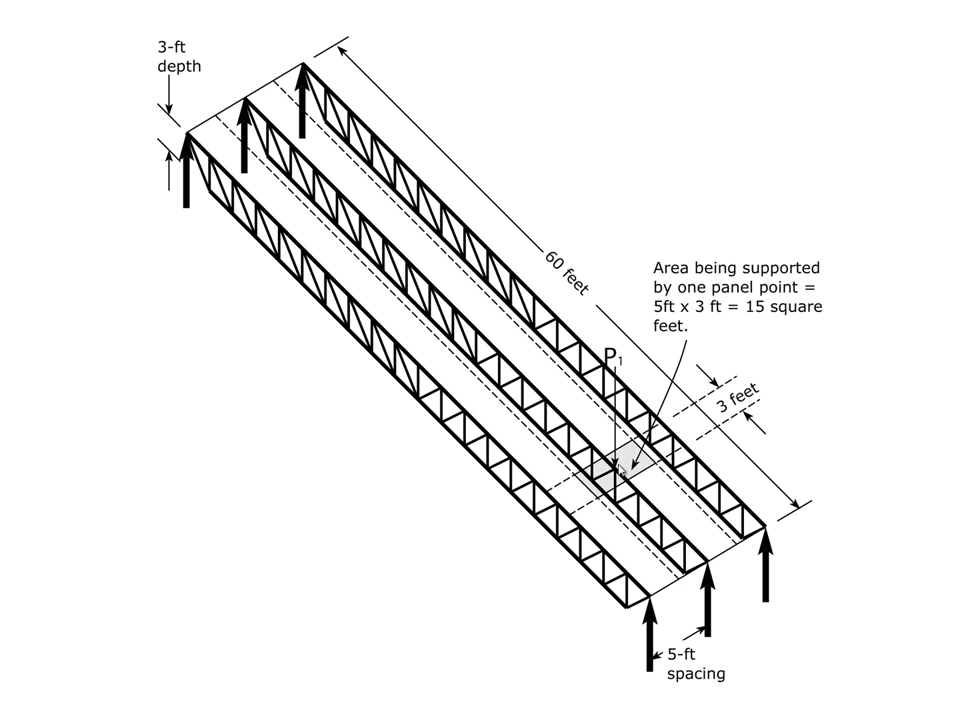 3-ft
depth
60 feet
Area being supported
by one panel point =
5ft x 3 ft = 15 square
feet.
P1
3 feet
5-ft
spacing